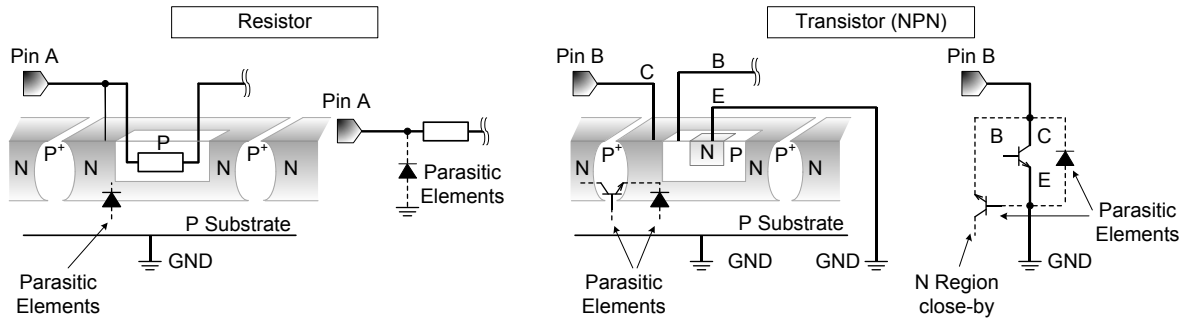 Resistor
Transistor (NPN)
Pin A
Pin A
P
N
P+
N
N
P+
N
Parasitic
Elements
P Substrate
GND
Parasitic
Elements
Pin B
C
B
E
N
P+
N
N
P
P+
N
P Substrate
GND
GND
Parasitic
Elements
Pin B
B
C
E
Parasitic
Elements
GND
N Region
close-by